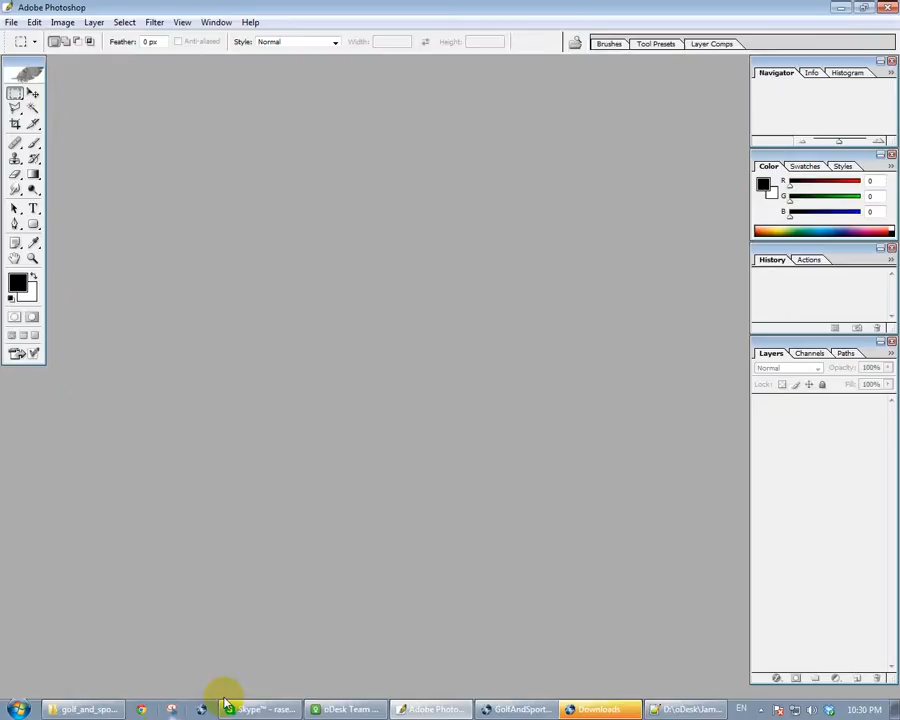 Adobe Photoshop
File Edit Image Layer Select Filter View Window Help
Feather: 0 px Anti-aliased Style: Normal Width: Height: Brushes Tool Presets Layer Comps
Navigator Info Histogram
Color Swatches Styles
R 0
G 0
B 0
History Actions
Layers Channels Paths
Normal Opacity: 100%
Lock: Fill: 100%
golf_and_spo... Skype™ - rase... oDesk Team ... Adobe Photo... GolfAndSport... Downloads D:\oDesk\Jam... EN 10:30 PM